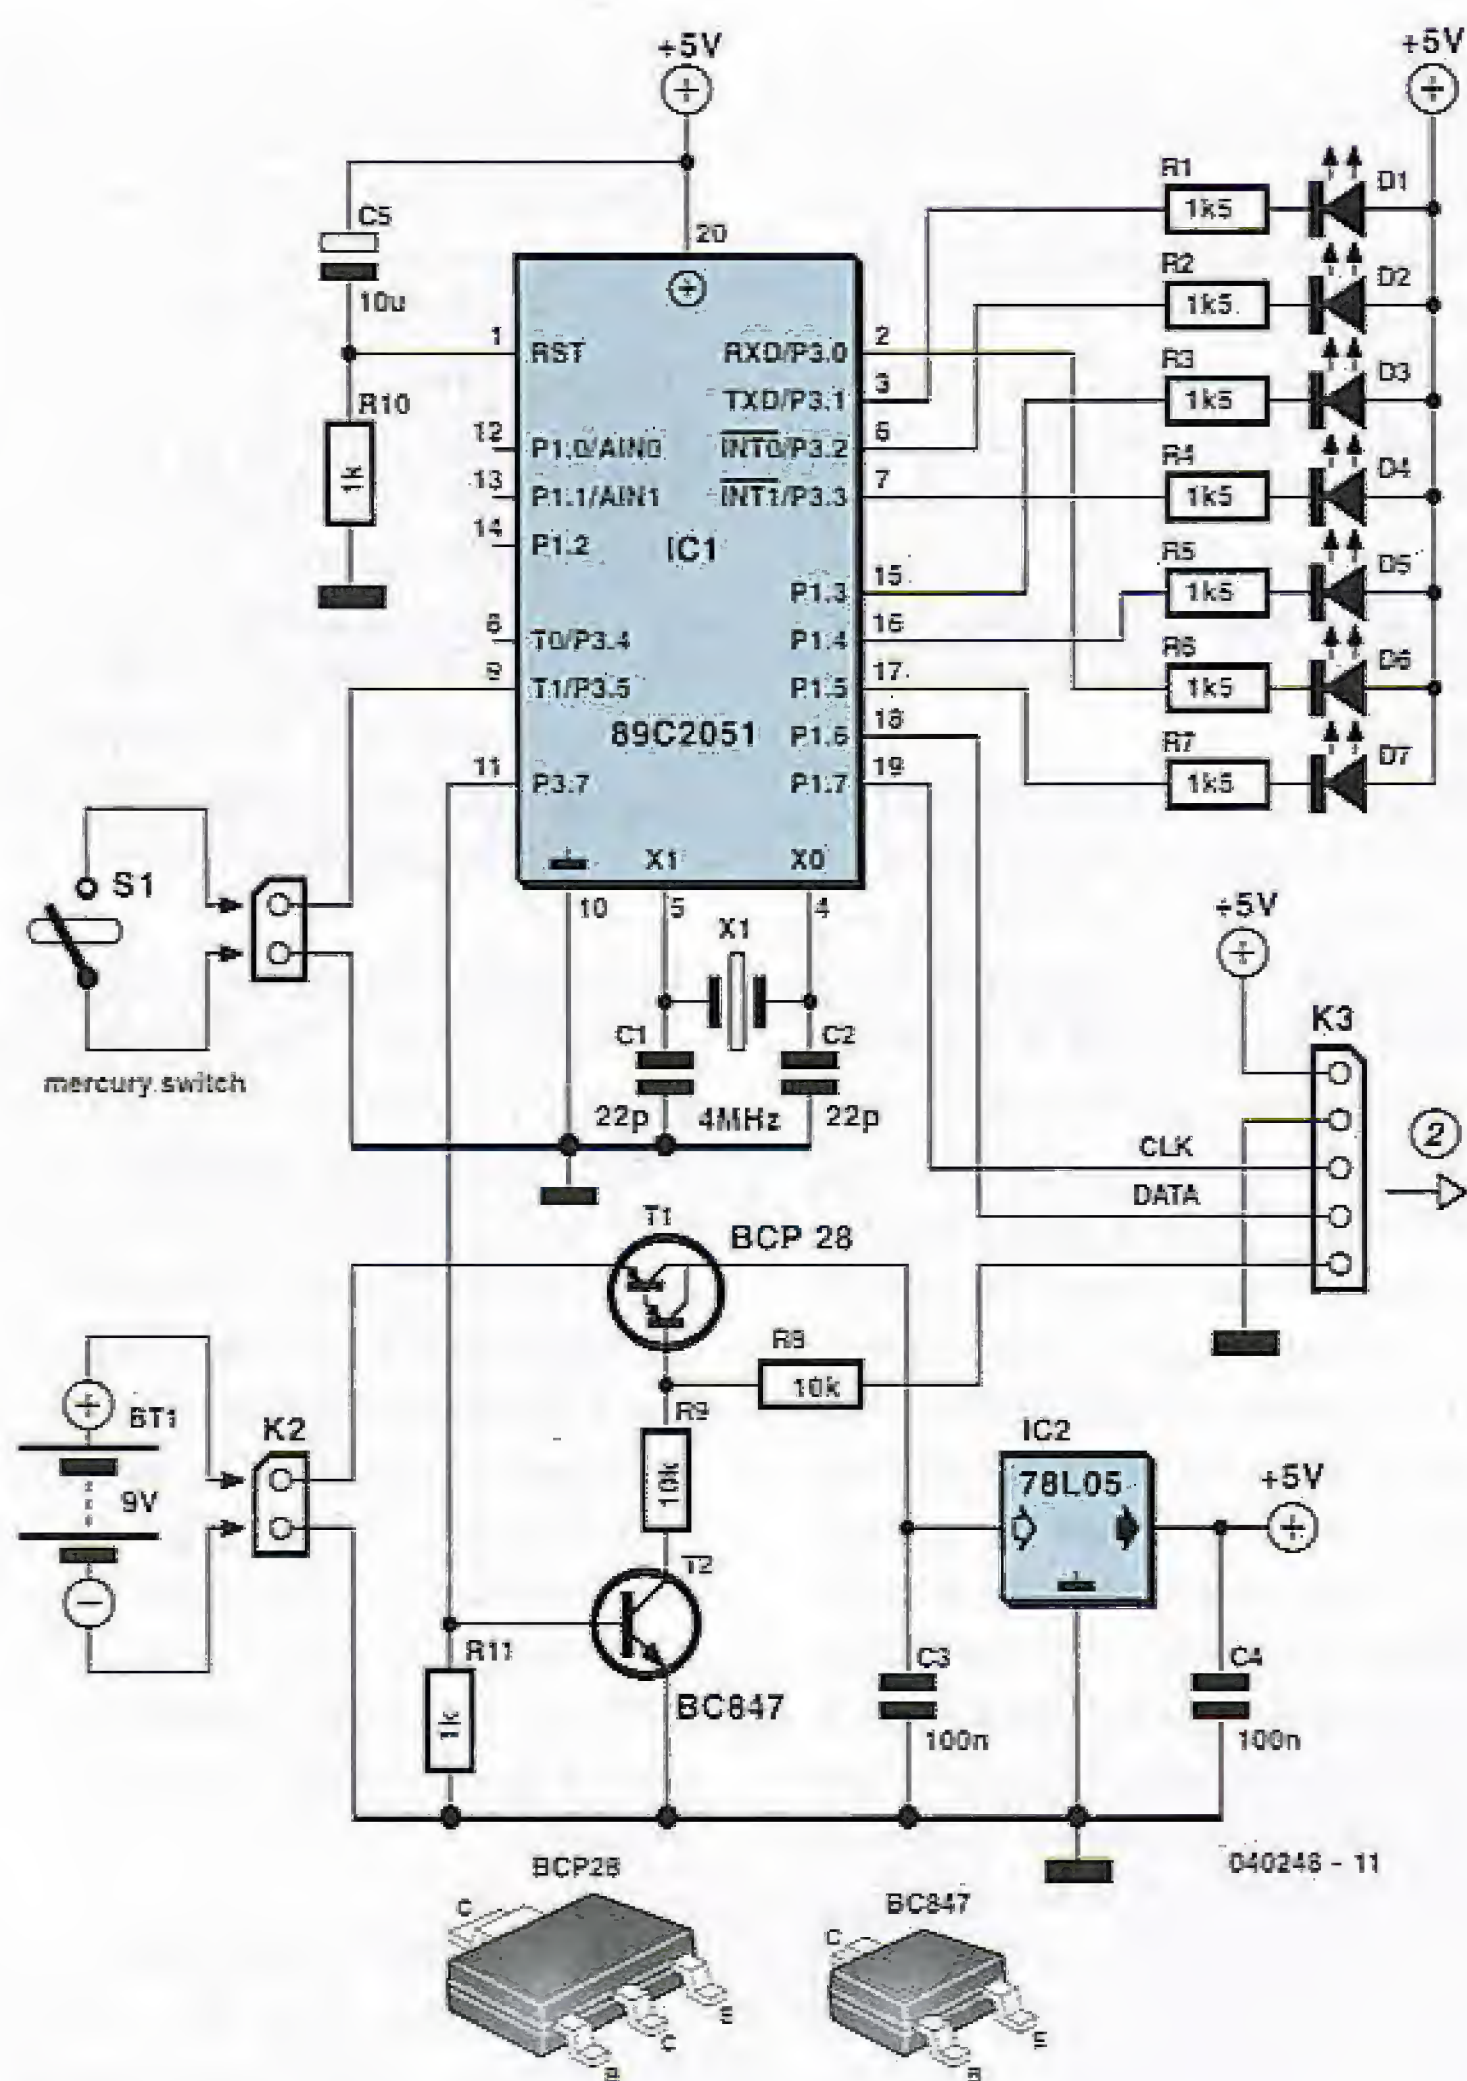 +5V
+5V
R1
1k5
D1
R2
1k5
D2
R3
1k5
D3
R4
1k5
D4
R5
1k5
D5
R6
1k5
D6
R7
1k5
D7
C5
10u
R10
1k
20
1
RST
RXD/P3.0
2
TXD/P3.1
3
12
P1.0/AIN0
INT0/P3.2
6
13
P1.1/AIN1
INT1/P3.3
7
14
P1.2
IC1
P1.3
15
8
T0/P3.4
P1.4
16
9
T1/P3.5
P1.5
17
89C2051
P1.6
18
11
P3.7
P1.7
19
X1
X0
10
5
4
S1
mercury switch
X1
C1
C2
22p
4MHz
22p
+5V
K3
CLK
DATA
2
T1
BCP 28
R8
10k
R9
10k
BT1
9V
K2
IC2
78L05
+5V
T2
BC847
R11
1k
C3
100n
C4
100n
040248 - 11
BCP28
C
B
C
E
BC847
C
B
E